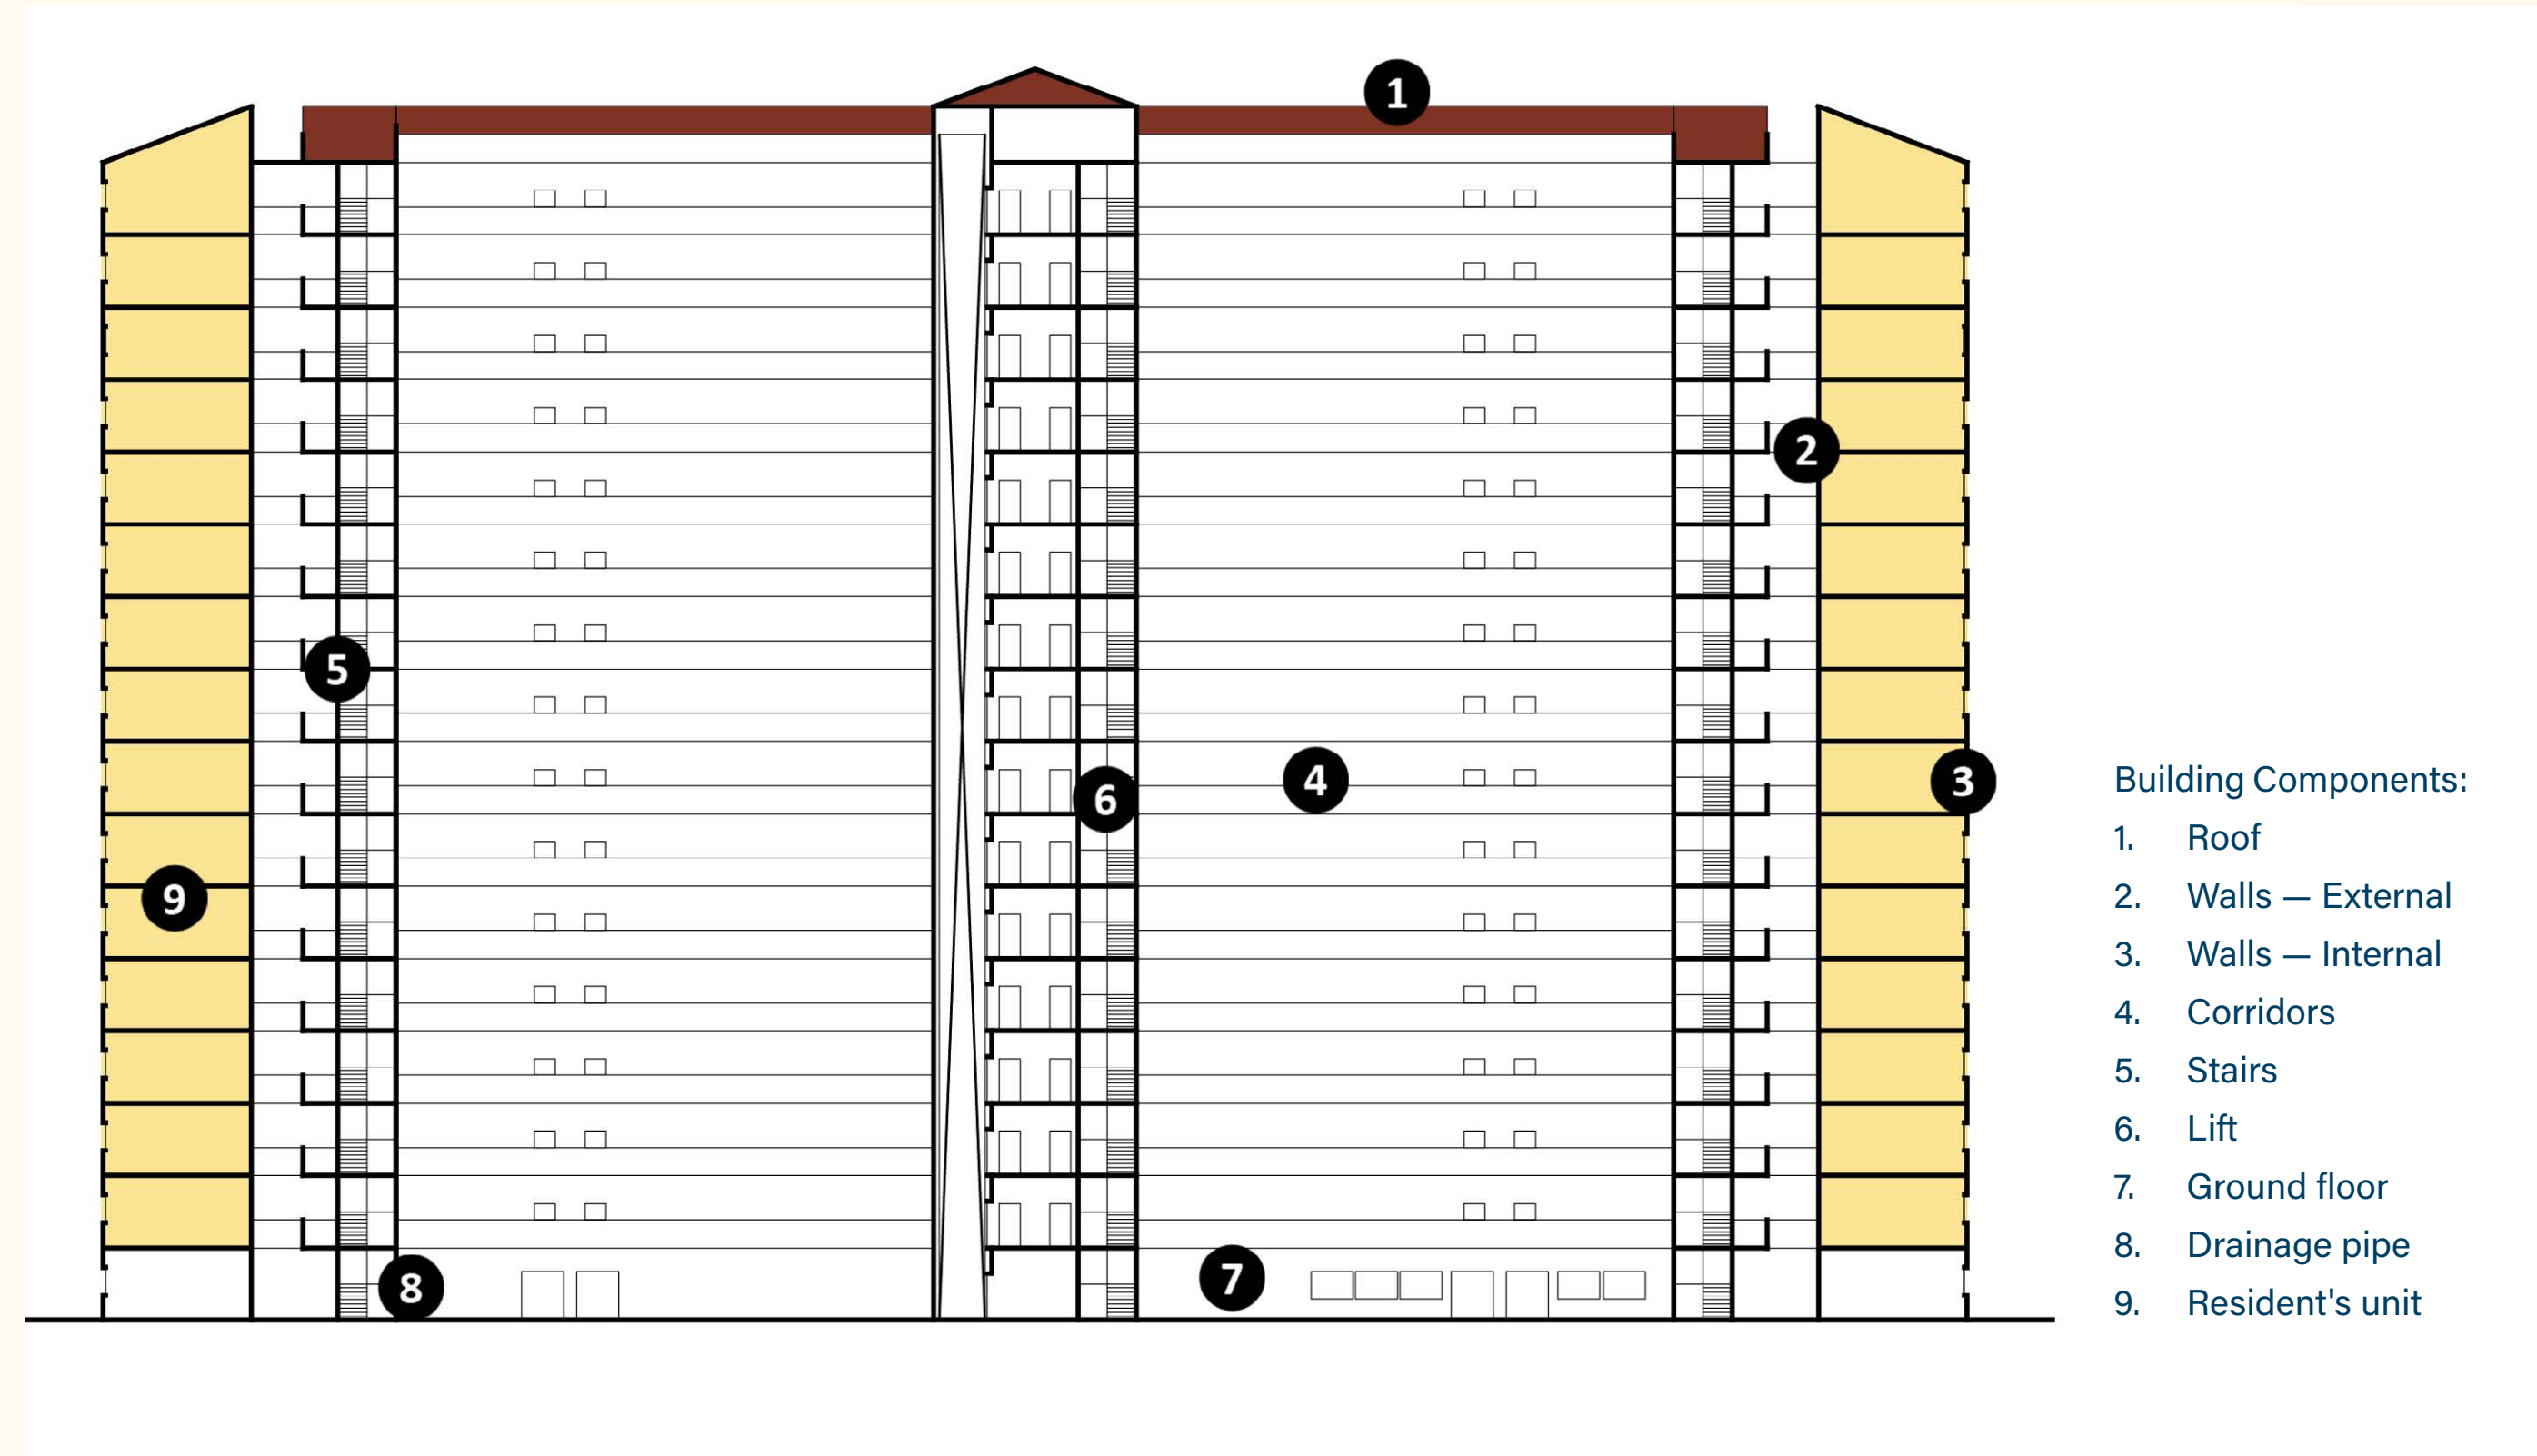 1
2
5
4
3
6
9
8
7
Building Components:
1. Roof
2. Walls — External
3. Walls — Internal
4. Corridors
5. Stairs
6. Lift
7. Ground floor
8. Drainage pipe
9. Resident's unit